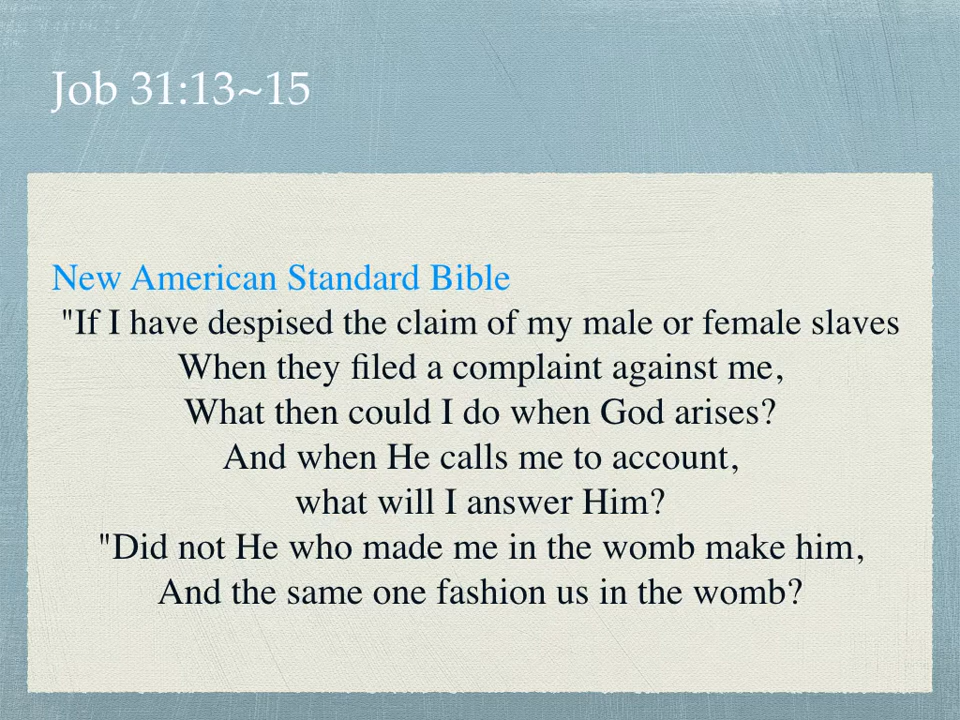 Job 31:13~15
New American Standard Bible
"If I have despised the claim of my male or female slaves
When they filed a complaint against me,
What then could I do when God arises?
And when He calls me to account,
what will I answer Him?
"Did not He who made me in the womb make him,
And the same one fashion us in the womb?